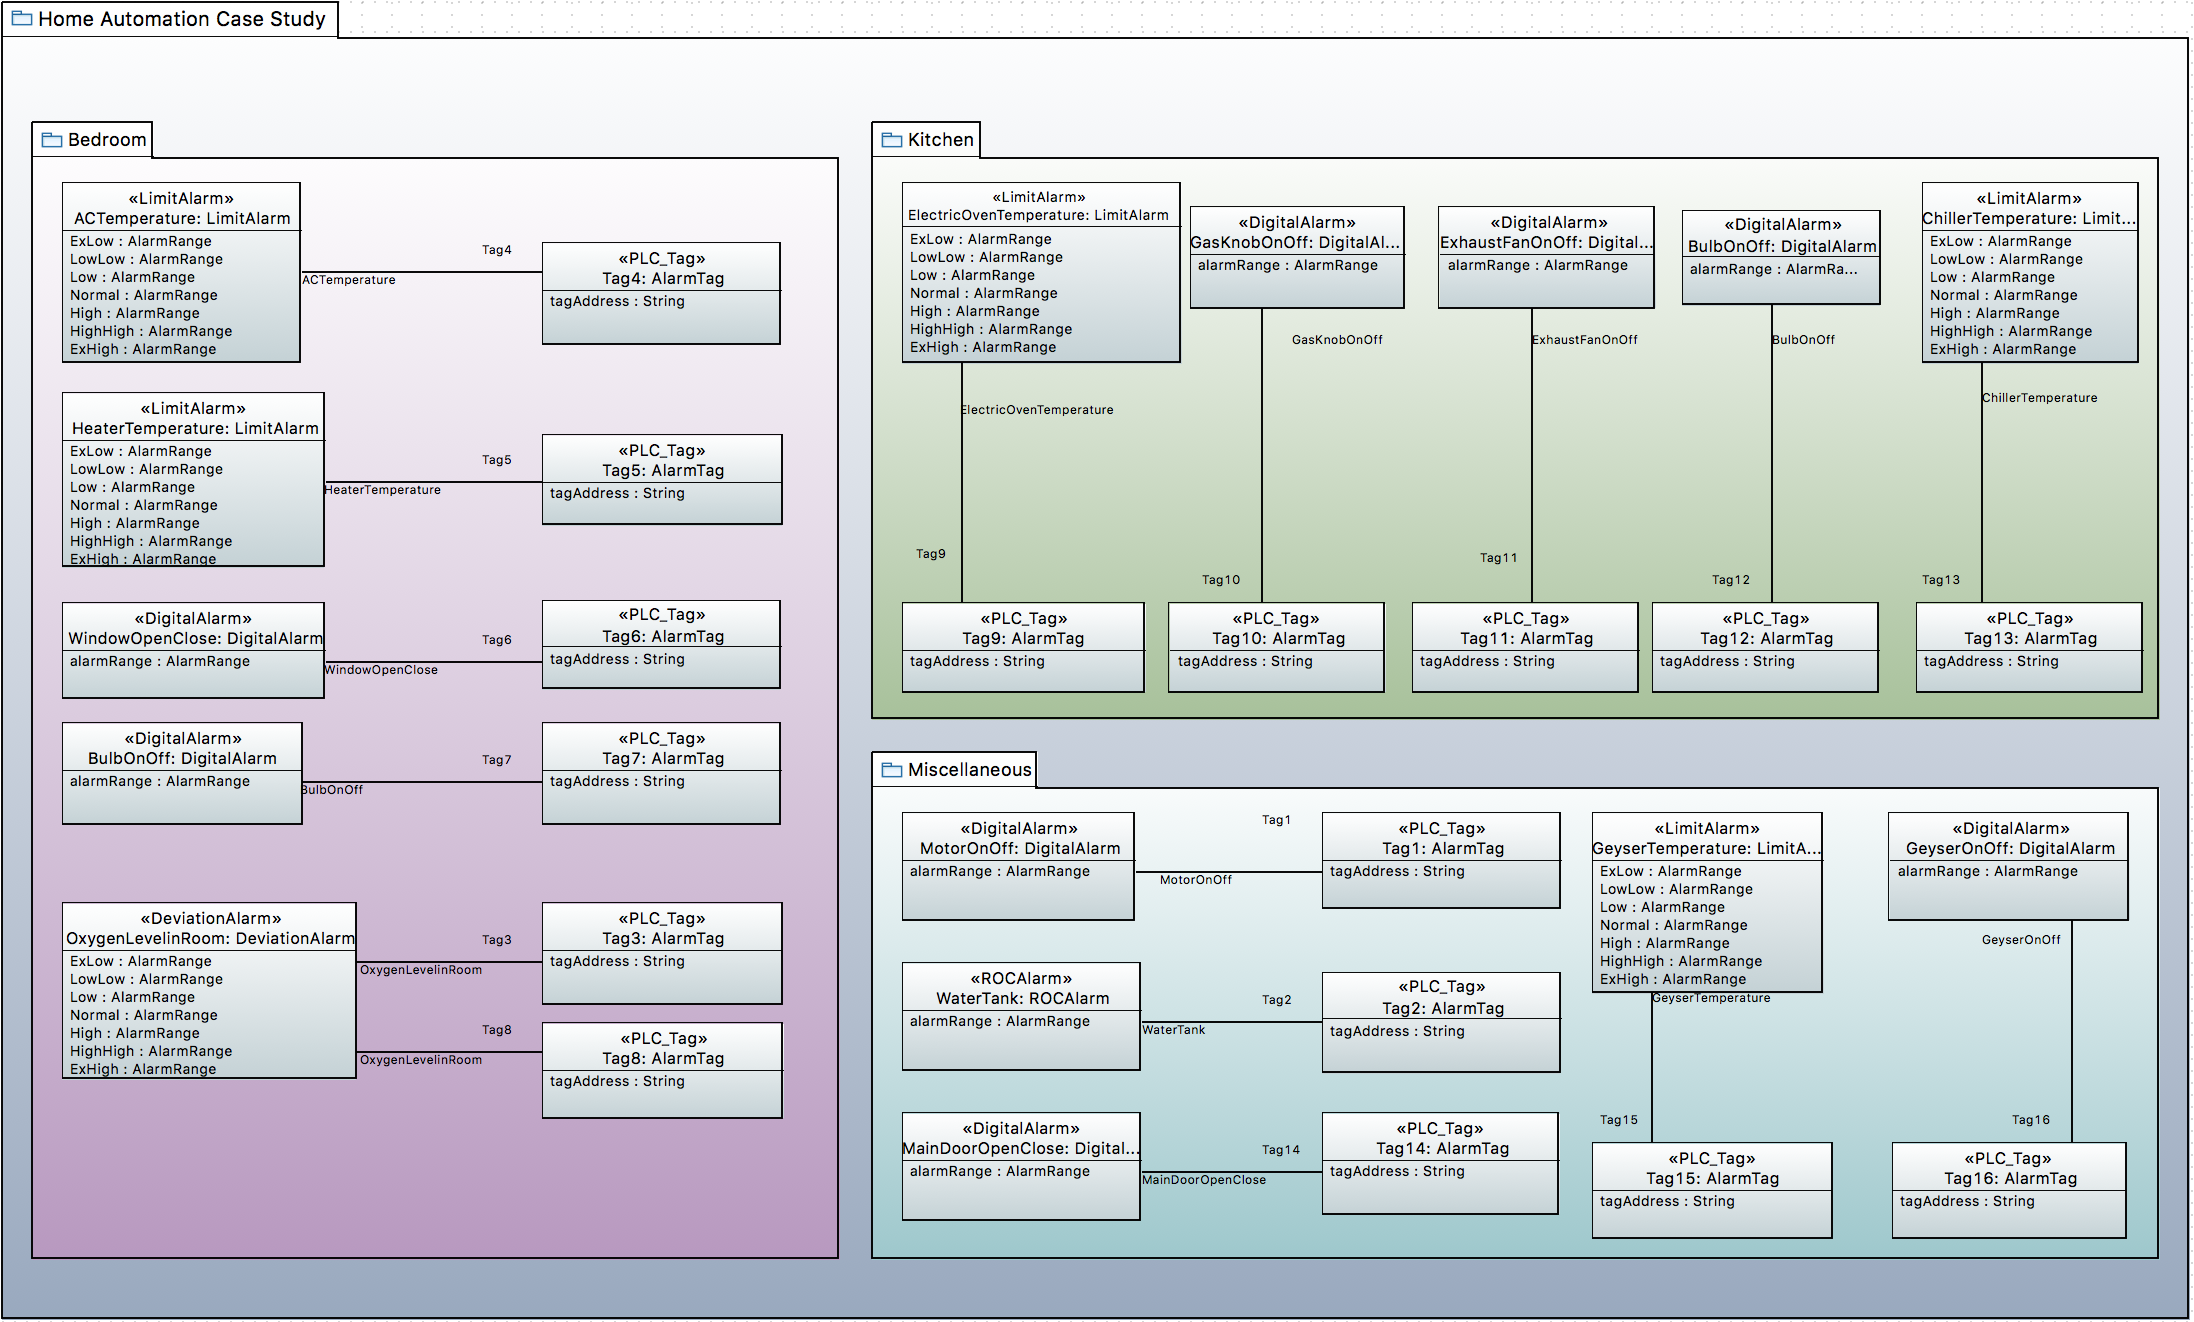 Home Automation Case Study
Bedroom
«LimitAlarm»
ACTemperature: LimitAlarm
ExLow : AlarmRange
LowLow : AlarmRange
Low : AlarmRange
Normal : AlarmRange
High : AlarmRange
HighHigh : AlarmRange
ExHigh : AlarmRange
Tag4
ACTemperature
«PLC_Tag»
Tag4: AlarmTag
tagAddress : String
«LimitAlarm»
HeaterTemperature: LimitAlarm
ExLow : AlarmRange
LowLow : AlarmRange
Low : AlarmRange
Normal : AlarmRange
High : AlarmRange
HighHigh : AlarmRange
ExHigh : AlarmRange
Tag5
HeaterTemperature
«PLC_Tag»
Tag5: AlarmTag
tagAddress : String
«DigitalAlarm»
WindowOpenClose: DigitalAlarm
alarmRange : AlarmRange
Tag6
WindowOpenClose
«PLC_Tag»
Tag6: AlarmTag
tagAddress : String
«DigitalAlarm»
BulbOnOff: DigitalAlarm
alarmRange : AlarmRange
Tag7
BulbOnOff
«PLC_Tag»
Tag7: AlarmTag
tagAddress : String
«DeviationAlarm»
OxygenLevelinRoom: DeviationAlarm
ExLow : AlarmRange
LowLow : AlarmRange
Low : AlarmRange
Normal : AlarmRange
High : AlarmRange
HighHigh : AlarmRange
ExHigh : AlarmRange
Tag3
OxygenLevelinRoom
«PLC_Tag»
Tag3: AlarmTag
tagAddress : String
Tag8
OxygenLevelinRoom
«PLC_Tag»
Tag8: AlarmTag
tagAddress : String
Kitchen
«LimitAlarm»
ElectricOvenTemperature: LimitAlarm
ExLow : AlarmRange
LowLow : AlarmRange
Low : AlarmRange
Normal : AlarmRange
High : AlarmRange
HighHigh : AlarmRange
ExHigh : AlarmRange
ElectricOvenTemperature
Tag9
«PLC_Tag»
Tag9: AlarmTag
tagAddress : String
«DigitalAlarm»
GasKnobOnOff: DigitalAl...
alarmRange : AlarmRange
GasKnobOnOff
Tag10
«PLC_Tag»
Tag10: AlarmTag
tagAddress : String
«DigitalAlarm»
ExhaustFanOnOff: Digital...
alarmRange : AlarmRange
ExhaustFanOnOff
Tag11
«PLC_Tag»
Tag11: AlarmTag
tagAddress : String
«DigitalAlarm»
BulbOnOff: DigitalAlarm
alarmRange : AlarmRa...
BulbOnOff
Tag12
«PLC_Tag»
Tag12: AlarmTag
tagAddress : String
«LimitAlarm»
ChillerTemperature: Limit...
ExLow : AlarmRange
LowLow : AlarmRange
Low : AlarmRange
Normal : AlarmRange
High : AlarmRange
HighHigh : AlarmRange
ExHigh : AlarmRange
ChillerTemperature
Tag13
«PLC_Tag»
Tag13: AlarmTag
tagAddress : String
Miscellaneous
«DigitalAlarm»
MotorOnOff: DigitalAlarm
alarmRange : AlarmRange
Tag1
MotorOnOff
«PLC_Tag»
Tag1: AlarmTag
tagAddress : String
«ROCAlarm»
WaterTank: ROCAlarm
alarmRange : AlarmRange
Tag2
WaterTank
«PLC_Tag»
Tag2: AlarmTag
tagAddress : String
«DigitalAlarm»
MainDoorOpenClose: Digital...
alarmRange : AlarmRange
Tag14
MainDoorOpenClose
«PLC_Tag»
Tag14: AlarmTag
tagAddress : String
«LimitAlarm»
GeyserTemperature: LimitA...
ExLow : AlarmRange
LowLow : AlarmRange
Low : AlarmRange
Normal : AlarmRange
High : AlarmRange
HighHigh : AlarmRange
ExHigh : AlarmRange
GeyserTemperature
Tag15
«PLC_Tag»
Tag15: AlarmTag
tagAddress : String
«DigitalAlarm»
GeyserOnOff: DigitalAlarm
alarmRange : AlarmRange
GeyserOnOff
Tag16
«PLC_Tag»
Tag16: AlarmTag
tagAddress : String